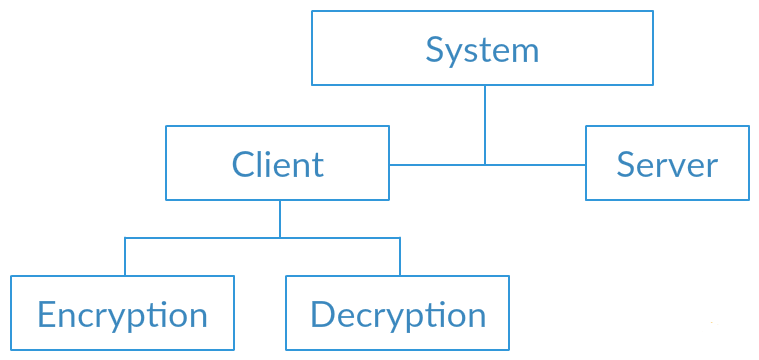 System
Client
Server
Encryption
Decryption